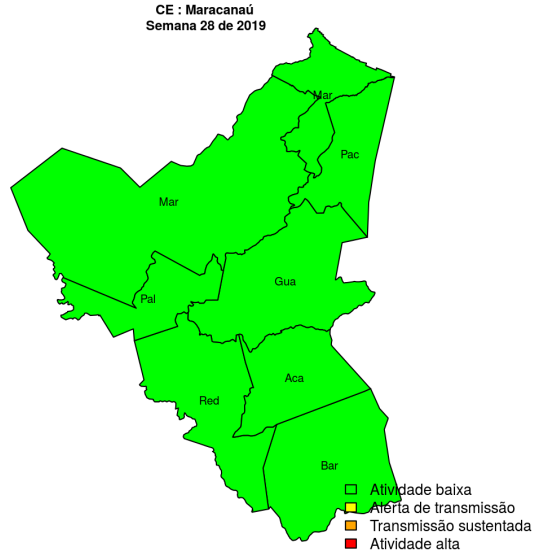 CE : Maracanaú
Semana 28 de 2019
Mar
Pac
Mar
Gua
Pal
Aca
Red
Bar
Atividade baixa
Alerta de transmissão
Transmissão sustentada
Atividade alta